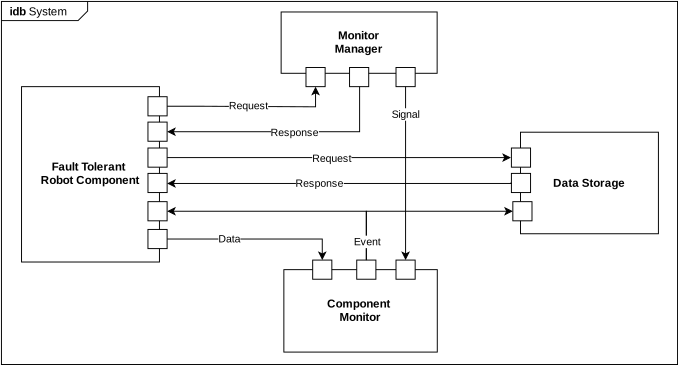 idb System
Monitor
Manager
Request
Signal
Response
Fault Tolerant
Robot Component
Request
Response
Data Storage
Data
Event
Component
Monitor